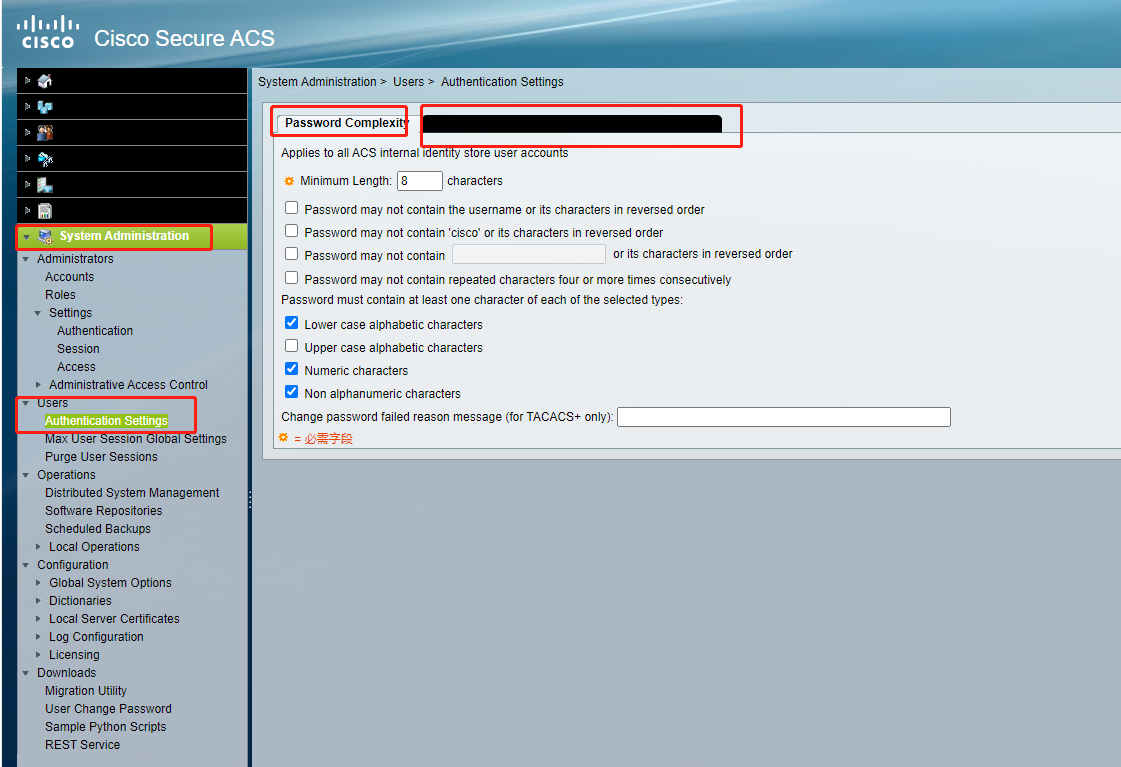 CISCO
Cisco Secure ACS
System Administration > Users > Authentication Settings
System Administration
Administrators
Accounts
Roles
Settings
Authentication
Session
Access
Administrative Access Control
Users
Authentication Settings
Max User Session Global Settings
Purge User Sessions
Operations
Distributed System Management
Software Repositories
Scheduled Backups
Local Operations
Configuration
Global System Options
Dictionaries
Local Server Certificates
Log Configuration
Licensing
Downloads
Migration Utility
User Change Password
Sample Python Scripts
REST Service
Password Complexity
Applies to all ACS internal identity store user accounts
Minimum Length: 8 characters
Password may not contain the username or its characters in reversed order
Password may not contain 'cisco' or its characters in reversed order
Password may not contain or its characters in reversed order
Password may not contain repeated characters four or more times consecutively
Password must contain at least one character of each of the selected types:
Lower case alphabetic characters
Upper case alphabetic characters
Numeric characters
Non alphanumeric characters
Change password failed reason message (for TACACS+ only):
= 必需字段